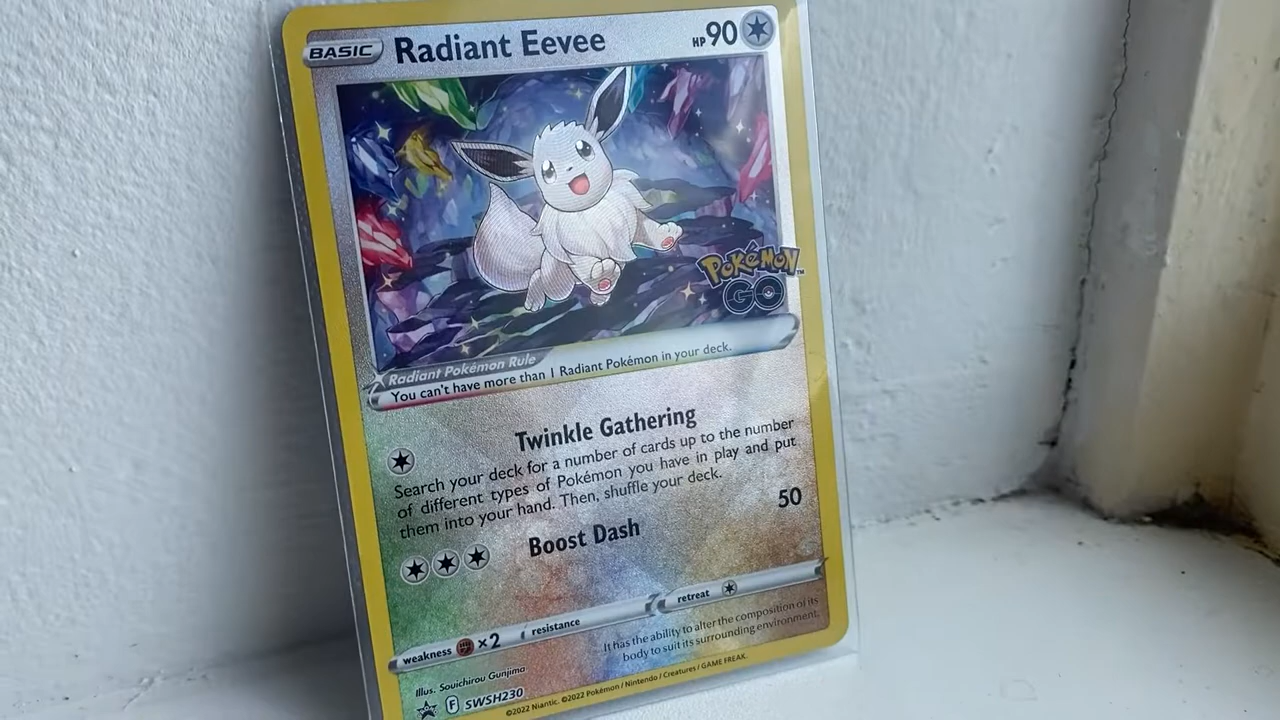 BASIC Radiant Eevee HP 90
POKÉMON™
GO
Radiant Pokémon Rule
You can't have more than 1 Radiant Pokémon in your deck.
Twinkle Gathering
Search your deck for a number of cards up to the number
of different types of Pokémon you have in play and put
them into your hand. Then, shuffle your deck.
Boost Dash 50
weakness ×2 resistance retreat
It has the ability to alter the composition of its
body to suit its surrounding environment.
Illus. Souichirou Gunjima
F SWSH230 ©2022 Niantic. ©2022 Pokémon / Nintendo / Creatures / GAME FREAK.